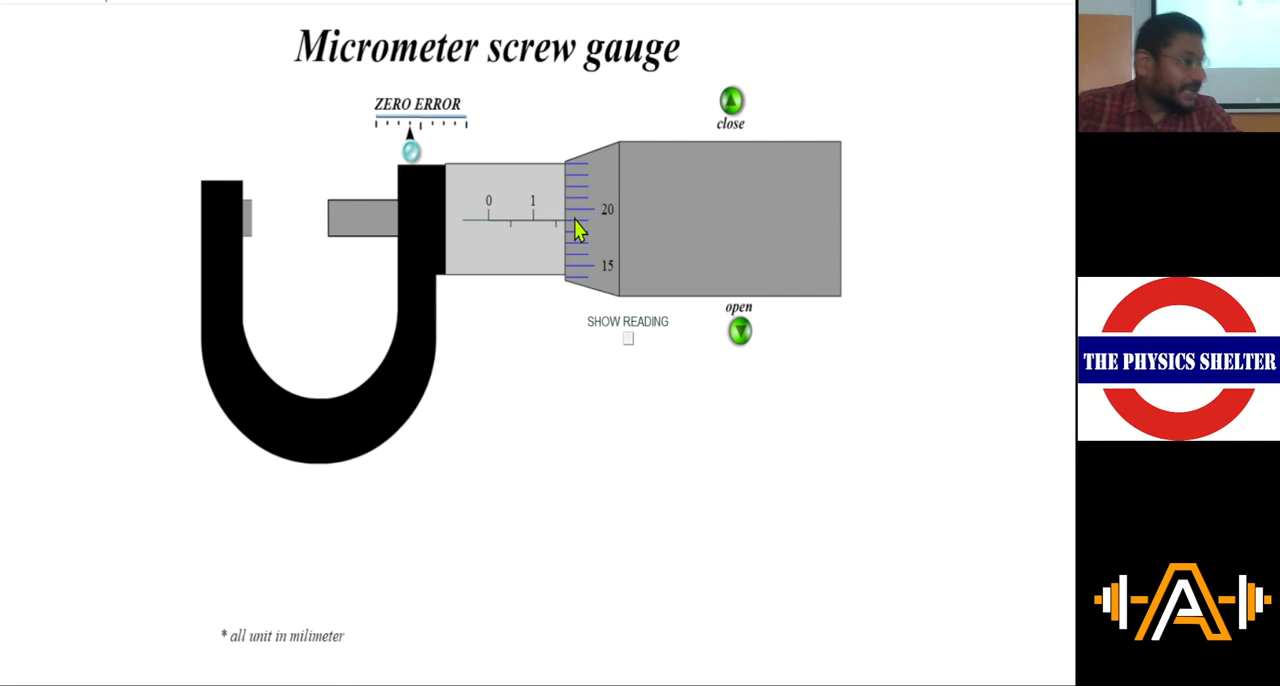 Micrometer screw gauge
ZERO ERROR
close
0 1
20
15
open
SHOW READING
THE PHYSICS SHELTER
A
* all unit in milimeter